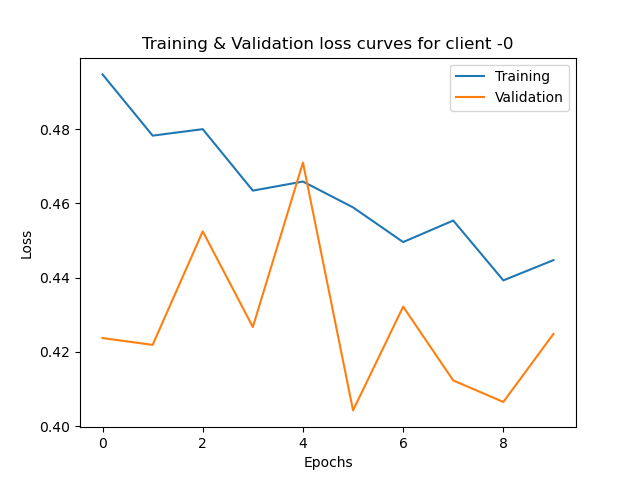 Training & Validation loss curves for client -0
Training
Validation
0.48
0.46
0.44
0.42
0.40
Loss
0
2
4
6
8
Epochs